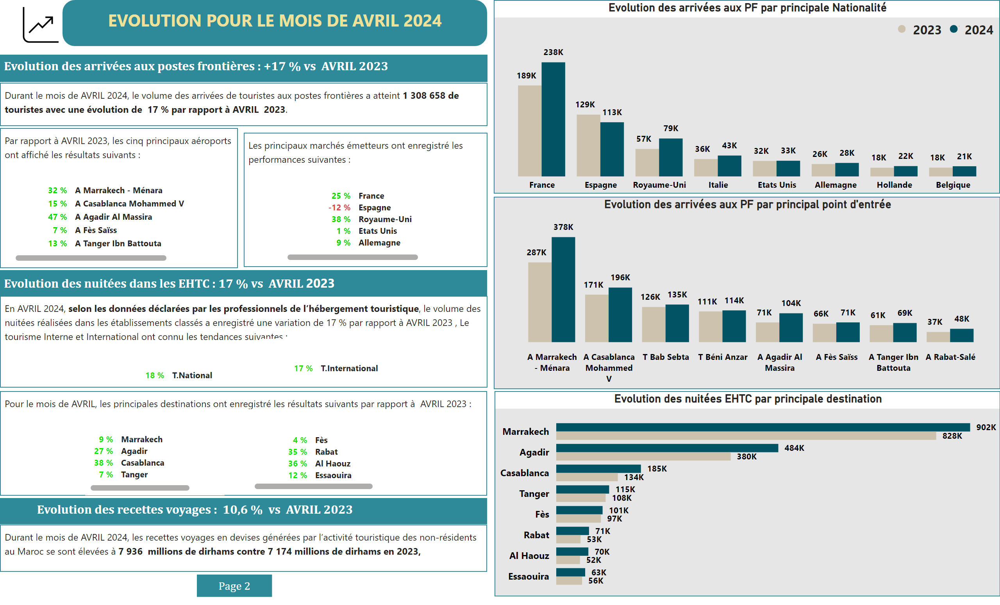 EVOLUTION POUR LE MOIS DE AVRIL 2024
Evolution des arrivées aux postes frontières : +17 % vs  AVRIL 2023
Durant le mois de AVRIL 2024, le volume des arrivées de touristes aux postes frontières a atteint 1 308 658 de
touristes avec une évolution de  17 % par rapport à AVRIL  2023.
Par rapport à AVRIL 2023, les cinq principaux aéroports
ont affiché les résultats suivants :
32 % A Marrakech - Ménara
15 % A Casablanca Mohammed V
47 % A Agadir Al Massira
7 % A Fès Saïss
13 % A Tanger Ibn Battouta
Les principaux marchés émetteurs ont enregistré les
performances suivantes :
25 % France
-12 % Espagne
38 % Royaume-Uni
1 % Etats Unis
9 % Allemagne
Evolution des nuitées dans les EHTC : 17 % vs  AVRIL 2023
En AVRIL 2024, selon les données déclarées par les professionnels de l’hébergement touristique, le volume des
nuitées réalisées dans les établissements classés a enregistré une variation de 17 % par rapport à AVRIL 2023 , Le
tourisme Interne et International ont connu les tendances suivantes :
18 % T.National
17 % T.International
Pour le mois de AVRIL, les principales destinations ont enregistré les résultats suivants par rapport à  AVRIL 2023 :
9 % Marrakech
27 % Agadir
38 % Casablanca
7 % Tanger
4 % Fès
35 % Rabat
36 % Al Haouz
12 % Essaouira
Evolution des recettes voyages :  10,6 %  vs  AVRIL 2023
Durant le mois de AVRIL 2024, les recettes voyages en devises générées par l’activité touristique des non-résidents
au Maroc se sont élevées à 7 936  millions de dirhams contre 7 174 millions de dirhams en 2023,
Page 2
Evolution des arrivées aux PF par principale Nationalité
2023 2024
189K 238K
129K 113K
57K 79K
36K 43K
32K 33K
26K 28K
18K 22K
18K 21K
France Espagne Royaume-Uni Italie Etats Unis Allemagne Hollande Belgique
Evolution des arrivées aux PF par principal point d'entrée
287K 378K
171K 196K
126K 135K
111K 114K
71K 104K
66K 71K
61K 69K
37K 48K
A Marrakech A Casablanca T Bab Sebta T Béni Anzar A Agadir Al A Fès Saïss A Tanger Ibn A Rabat-Salé
- Ménara Mohammed Massira Battouta
V
Evolution des nuitées EHTC par principale destination
Marrakech 902K
828K
Agadir 484K
380K
Casablanca 185K
134K
Tanger 115K
108K
Fès 101K
97K
Rabat 71K
53K
Al Haouz 70K
52K
Essaouira 63K
56K